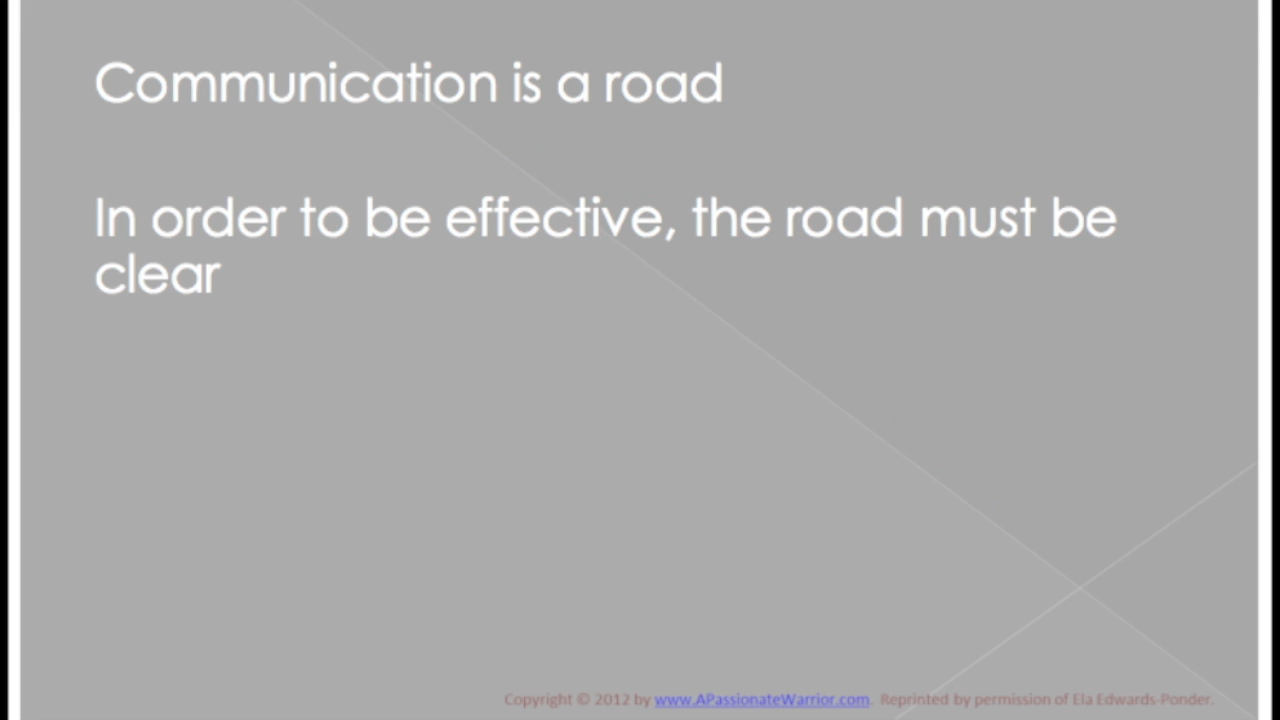 Communication is a road
In order to be effective, the road must be
clear
Copyright © 2012 by www.APassionateWarrior.com. Reprinted by permission of Ela Edwards-Ponder.